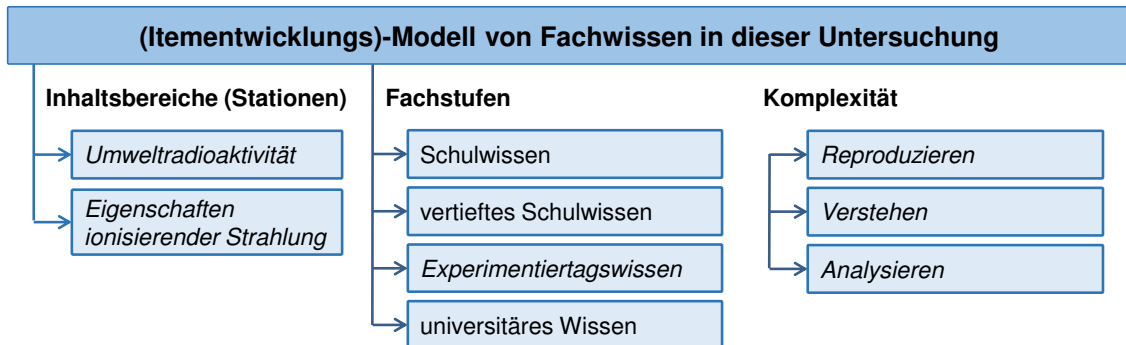 (Itementwicklungs)-Modell von Fachwissen in dieser Untersuchung
Inhaltsbereiche (Stationen)
Umweltradioaktivität
Eigenschaften
ionisierender Strahlung
Fachstufen
Schulwissen
vertieftes Schulwissen
Experimentiertagswissen
universitäres Wissen
Komplexität
Reproduzieren
Verstehen
Analysieren